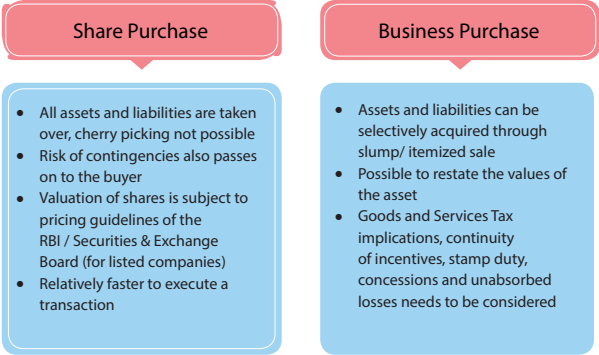 Share Purchase
• All assets and liabilities are taken
over, cherry picking not possible
• Risk of contingencies also passes
on to the buyer
• Valuation of shares is subject to
pricing guidelines of the
RBI / Securities & Exchange
Board (for listed companies)
• Relatively faster to execute a
transaction
Business Purchase
• Assets and liabilities can be
selectively acquired through
slump/ itemized sale
• Possible to restate the values of
the asset
• Goods and Services Tax
implications, continuity
of incentives, stamp duty,
concessions and unabsorbed
losses needs to be considered